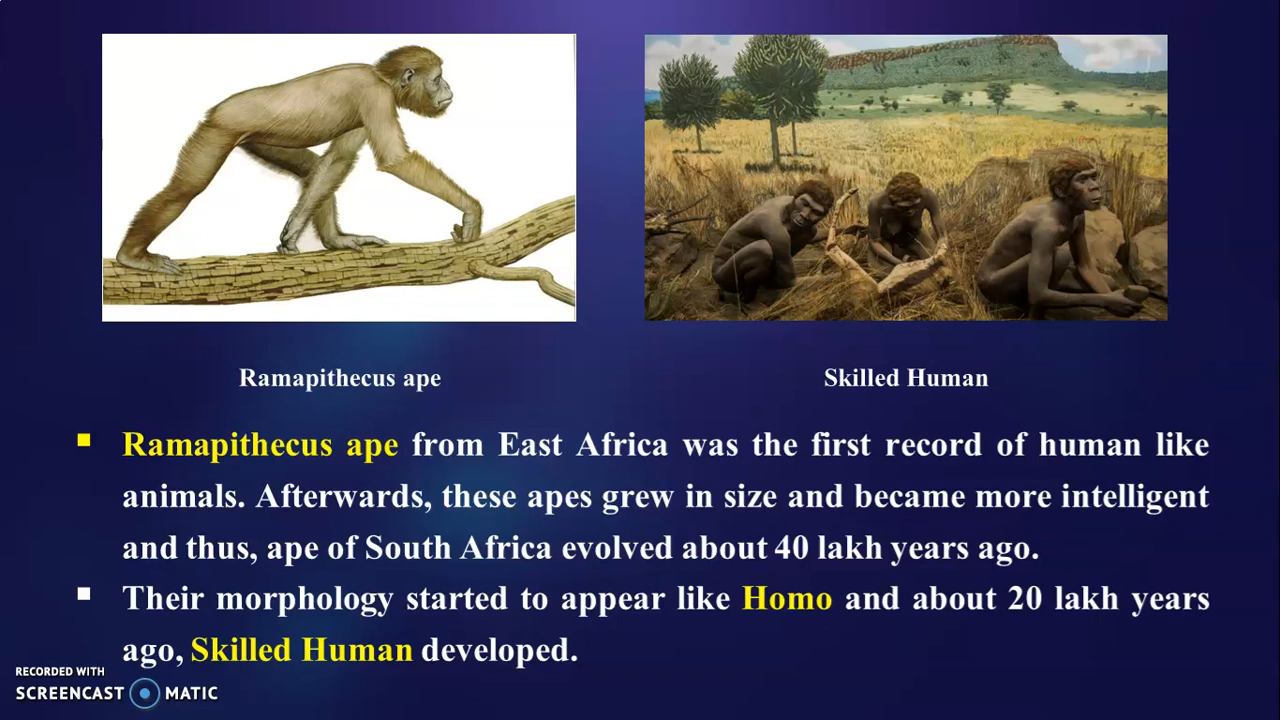 Ramapithecus ape
Skilled Human
Ramapithecus ape from East Africa was the first record of human like
animals. Afterwards, these apes grew in size and became more intelligent
and thus, ape of South Africa evolved about 40 lakh years ago.
Their morphology started to appear like Homo and about 20 lakh years
ago, Skilled Human developed.
RECORDED WITH
SCREENCAST MATIC